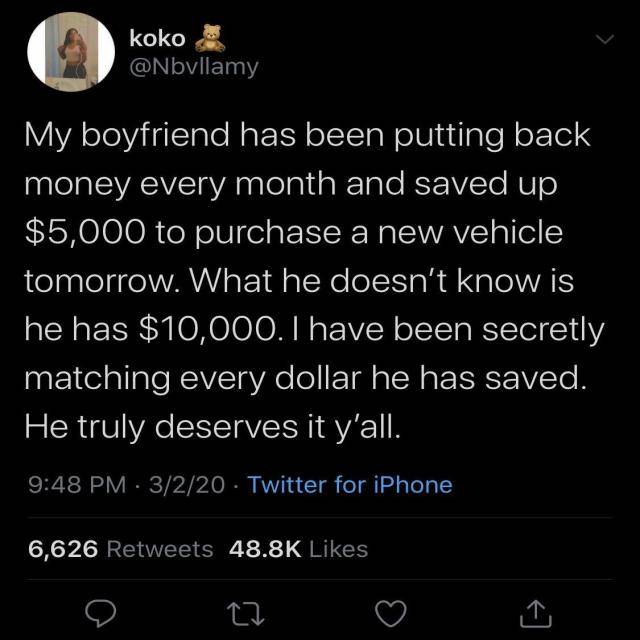 koko 🧸
@Nbvllamy
My boyfriend has been putting back
money every month and saved up
$5,000 to purchase a new vehicle
tomorrow. What he doesn't know is
he has $10,000. I have been secretly
matching every dollar he has saved.
He truly deserves it y'all.
9:48 PM · 3/2/20 · Twitter for iPhone
6,626 Retweets 48.8K Likes